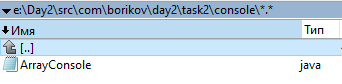 e:\Day2\src\com\borikov\day2\task2\console\*.*
Имя Тип
[..]
ArrayConsole java